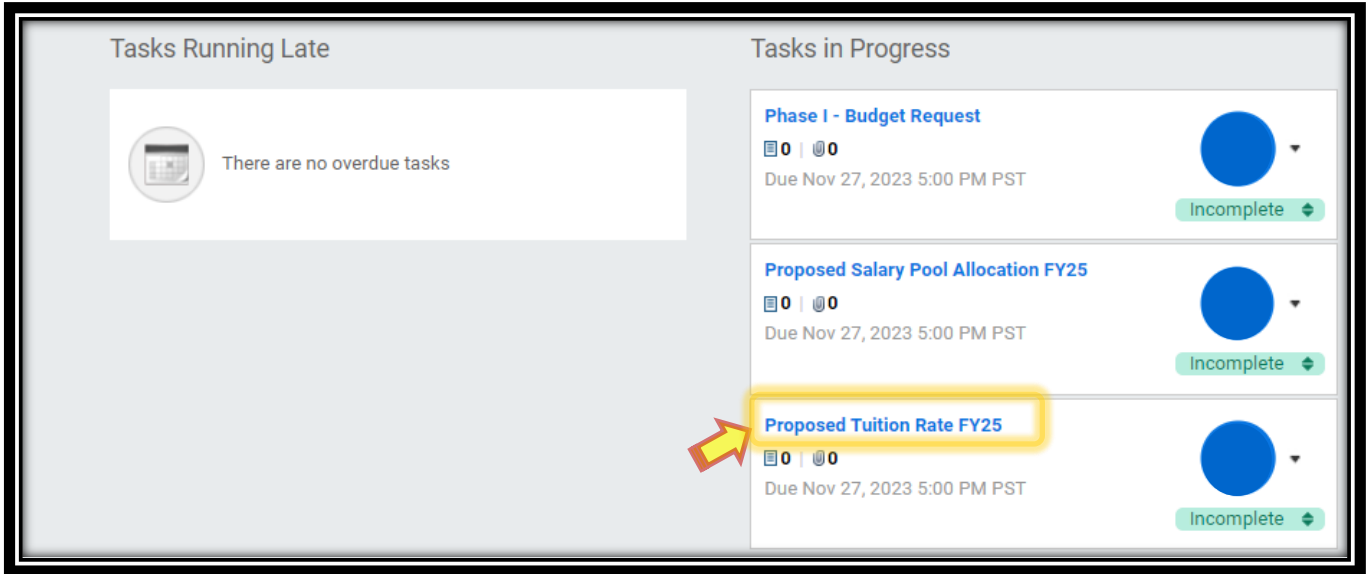 Tasks Running Late
There are no overdue tasks
Tasks in Progress
Phase I - Budget Request
0 | 0
Due Nov 27, 2023 5:00 PM PST
Incomplete
Proposed Salary Pool Allocation FY25
0 | 0
Due Nov 27, 2023 5:00 PM PST
Incomplete
Proposed Tuition Rate FY25
0 | 0
Due Nov 27, 2023 5:00 PM PST
Incomplete